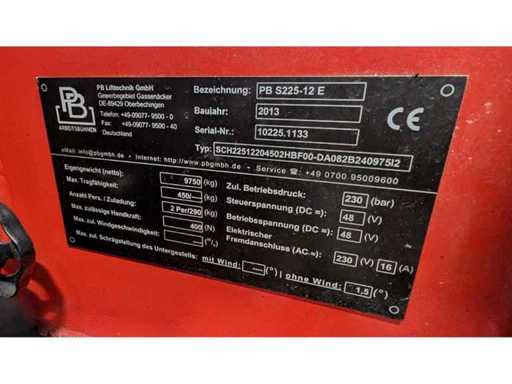 PB
ARBEITSBÜHNEN
PB Lifttechnik GmbH
Gewerbegebiet Gassenäcker
DE-89429 Oberbechingen
Telefon: +49-09077- 9500 - 0
Fax: +49-09077- 9500 - 40
Deutschland
eMail: info@pbgmbh.de • Internet: http://www.pbgmbh.de • Service ☎: +49 0700 95009600
Bezeichnung: PB S225-12 E
Baujahr: 2013
Serial-Nr.: 10225.1133
Typ: SCH22512204502HBF00-DA082B240975I2
CE
Eigengewicht (netto): 9750 (kg)
Max. Tragfähigkeit: 450/--- (kg)
Anzahl Pers. / Zuladung: 2 Per/290 (kg)
Max. zulässige Handkraft: 400 (N)
Max. zul. Windgeschwindigkeit: --- (m/s)
Max. zul. Schrägstellung des Untergestells: mit Wind: --- (°) | ohne Wind: 1,5 (°)
Zul. Betriebsdruck: 230 (bar)
Steuerspannung (DC =): 48 (V)
Betriebsspannung (DC =): 48 (V)
Elektrischer
Fremdanschluss (AC ~): 230 (V) 16 (A)